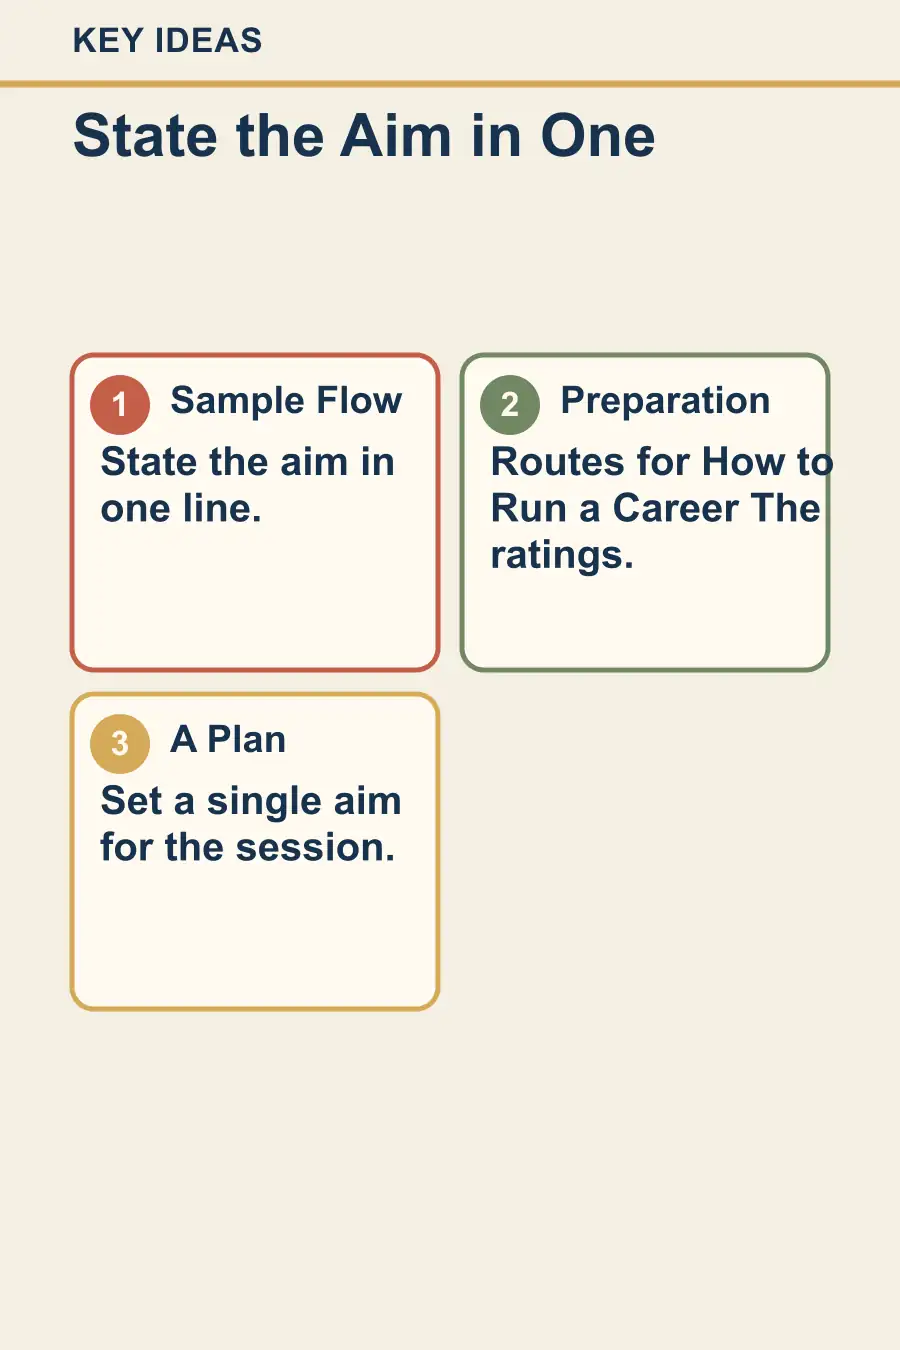 KEY IDEAS
State the Aim in One
1 Sample Flow
State the aim in
one line.
2 Preparation
Routes for How to
Run a Career The
ratings.
3 A Plan
Set a single aim
for the session.